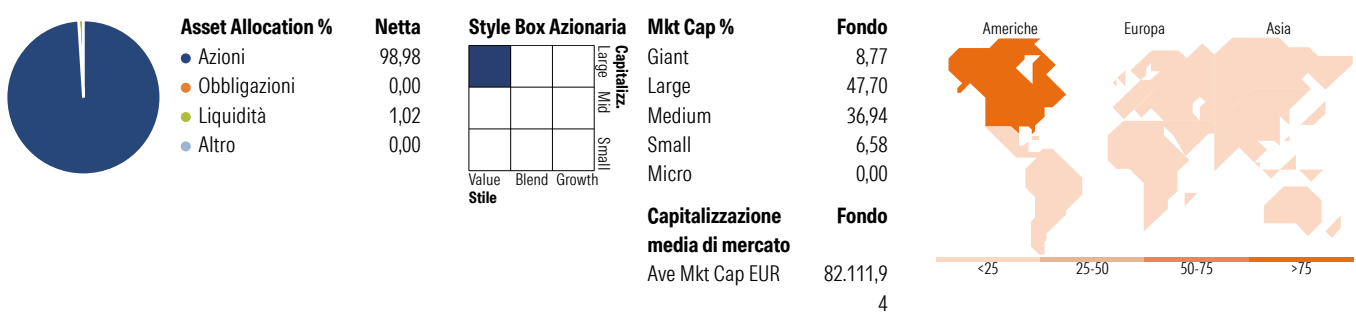 Asset Allocation % Netta
Azioni 98,98
Obbligazioni 0,00
Liquidità 1,02
Altro 0,00
Style Box Azionaria
Capitalizz.
Large Mid Small
Value Blend Growth
Stile
Mkt Cap % Fondo
Giant 8,77
Large 47,70
Medium 36,94
Small 6,58
Micro 0,00
Capitalizzazione Fondo
media di mercato
Ave Mkt Cap EUR 82.111,9
4
Americhe Europa Asia
<25 25-50 50-75 >75